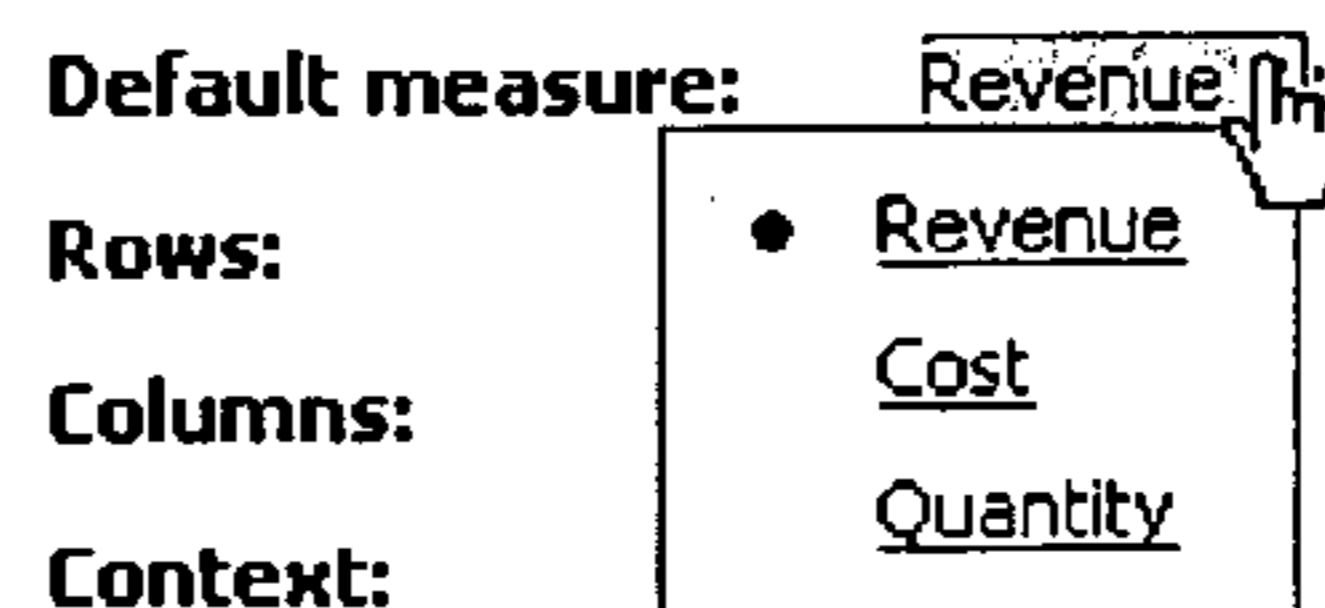 Default measure: Revenue
Revenue
Rows:
Cost
Columns:
Quantity
Context: